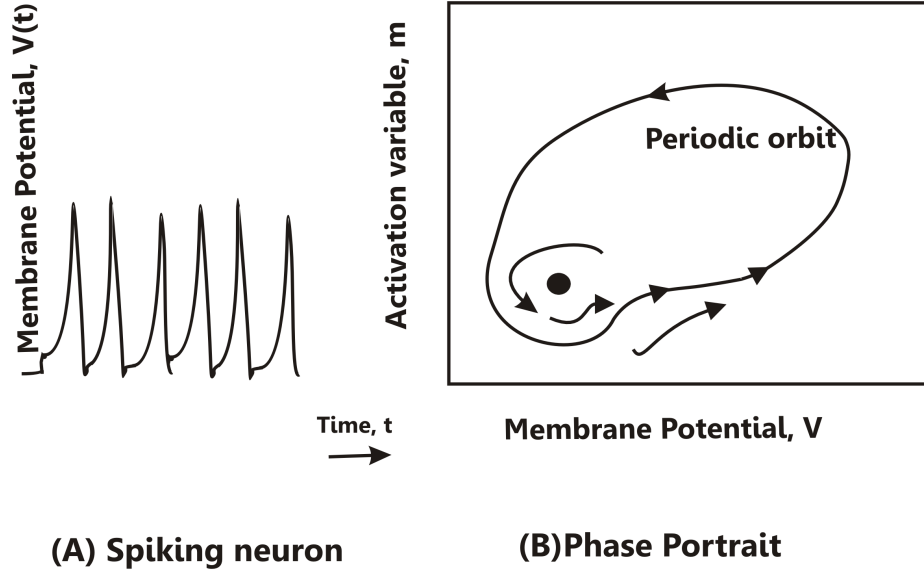 Membrane Potential, V(t)
Activation variable, m
Periodic orbit
Time, t
Membrane Potential, V
(A) Spiking neuron
(B)Phase Portrait